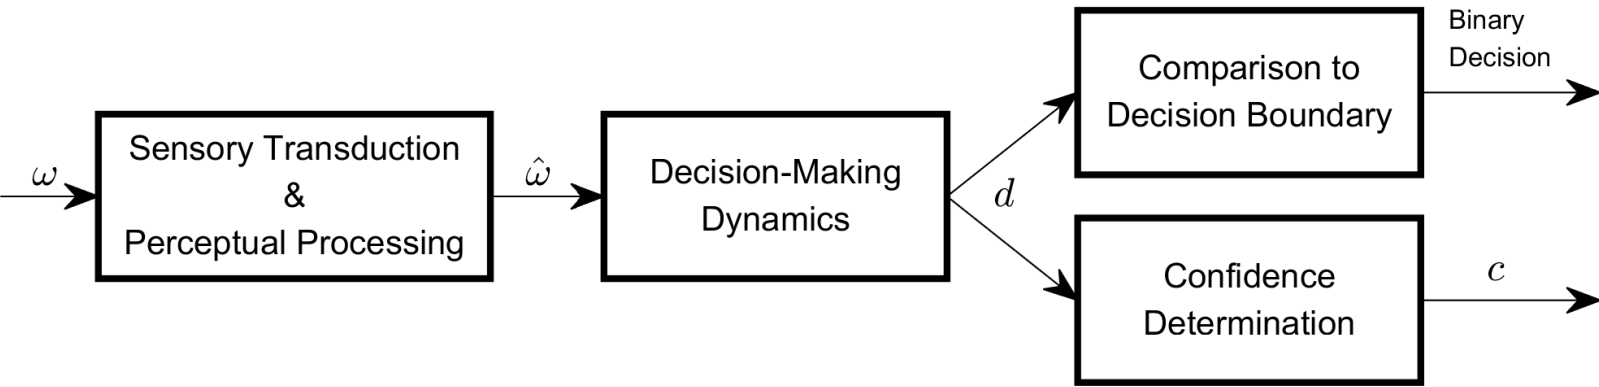 ω
Sensory Transduction
&
Perceptual Processing
ω̂
Decision-Making
Dynamics
d
Comparison to
Decision Boundary
Binary
Decision
Confidence
Determination
c